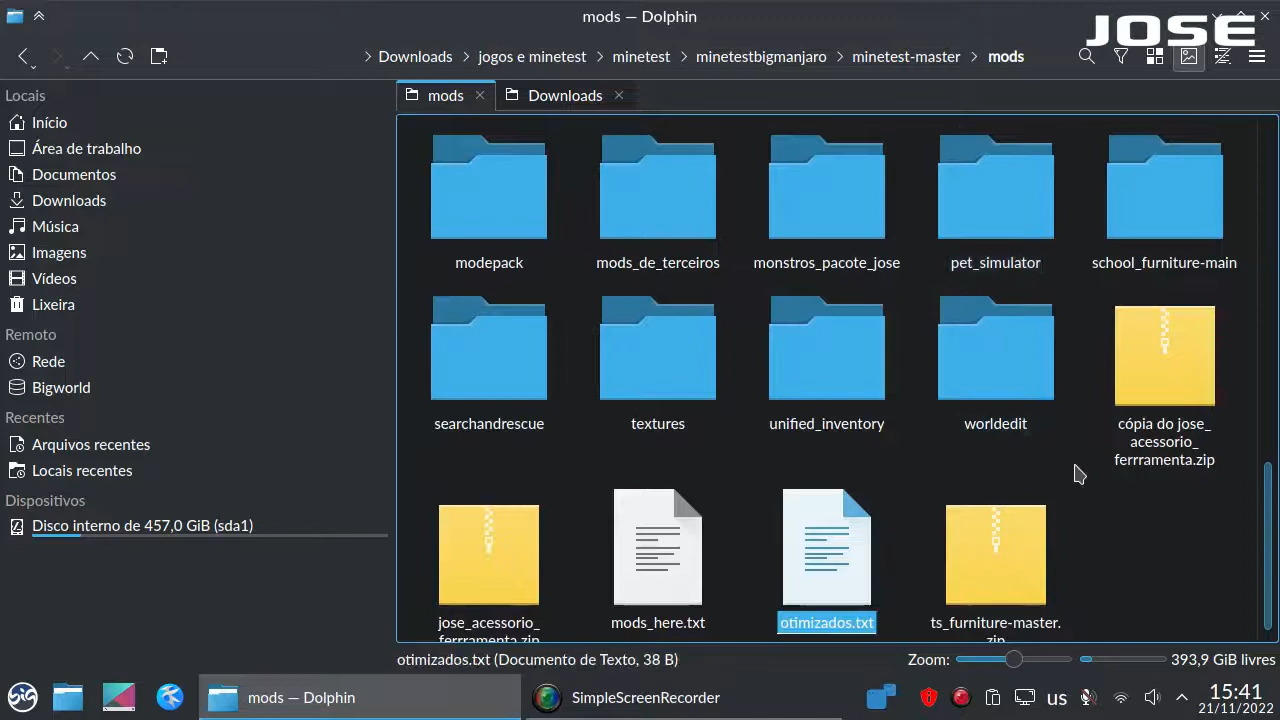 mods — Dolphin
JOSE
Downloads
jogos e minetest
minetest
minetestbigmanjaro
minetest-master
mods
Locais
Início
Área de trabalho
Documentos
Downloads
Música
Imagens
Vídeos
Lixeira
Remoto
Rede
Bigworld
Recentes
Arquivos recentes
Locais recentes
Dispositivos
Disco interno de 457,0 GiB (sda1)
mods
Downloads
modepack
mods_de_terceiros
monstros_pacote_jose
pet_simulator
school_furniture-main
searchandrescue
textures
unified_inventory
worldedit
cópia do jose_
acessorio_
ferrramenta.zip
jose_acessorio_
ferrramenta.zip
mods_here.txt
otimizados.txt
ts_furniture-master.
zip
otimizados.txt (Documento de Texto, 38 B)
Zoom:
393,9 GiB livres
mods — Dolphin
SimpleScreenRecorder
us
15:41
21/11/2022